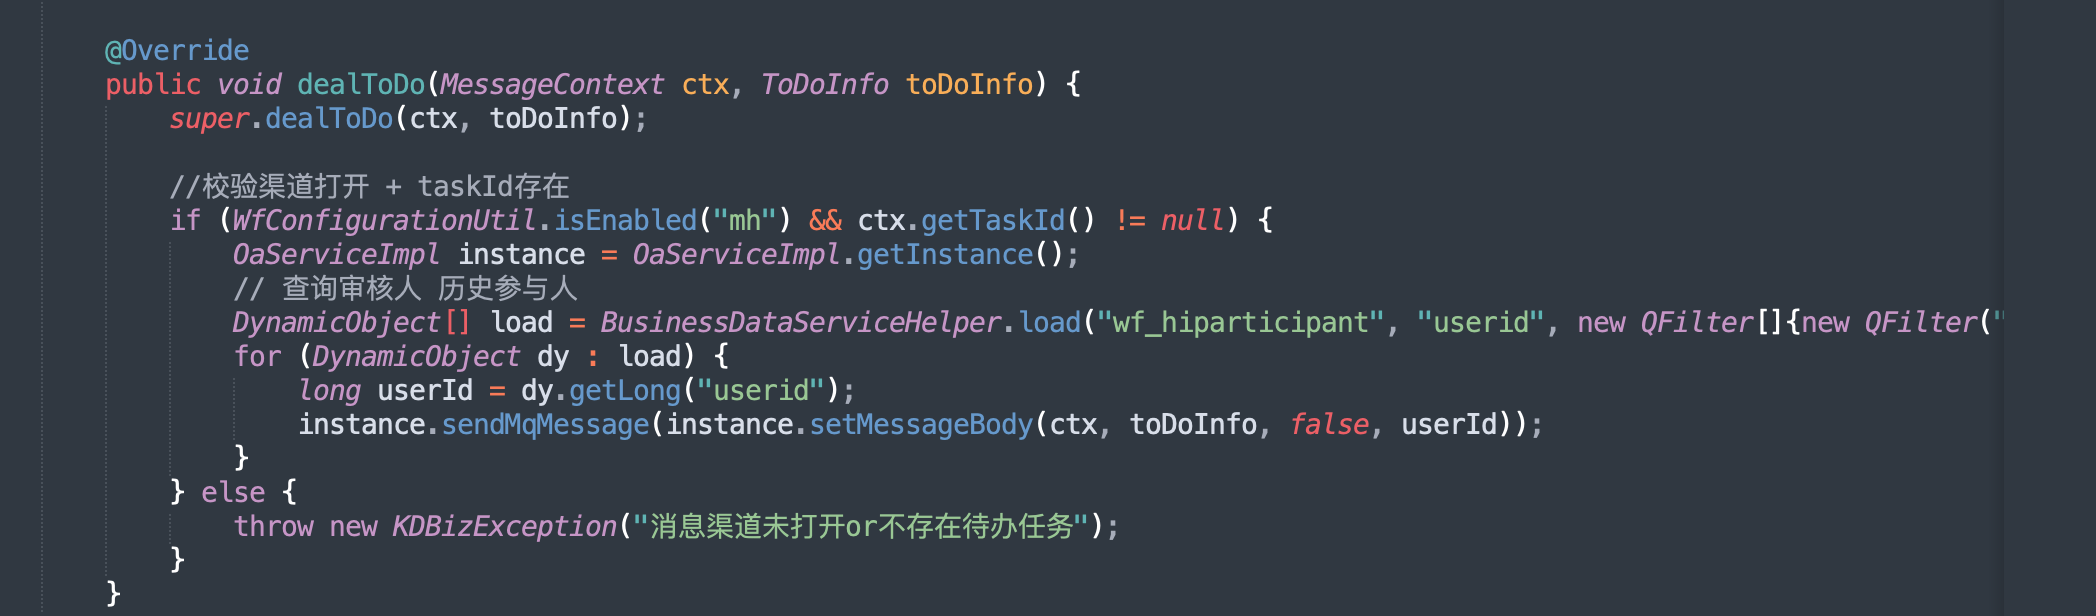 @Override
public void dealToDo(MessageContext ctx, ToDoInfo toDoInfo) {
super.dealToDo(ctx, toDoInfo);
//校验渠道打开 + taskId存在
if (WfConfigurationUtil.isEnabled("mh") && ctx.getTaskId() != null) {
OaServiceImpl instance = OaServiceImpl.getInstance();
// 查询审核人 历史参与人
DynamicObject[] load = BusinessDataServiceHelper.load("wf_hiparticipant", "userid", new QFilter[]{new QFilter("
for (DynamicObject dy : load) {
long userId = dy.getLong("userid");
instance.sendMqMessage(instance.setMessageBody(ctx, toDoInfo, false, userId));
}
} else {
throw new KDBizException("消息渠道未打开or不存在待办任务");
}
}